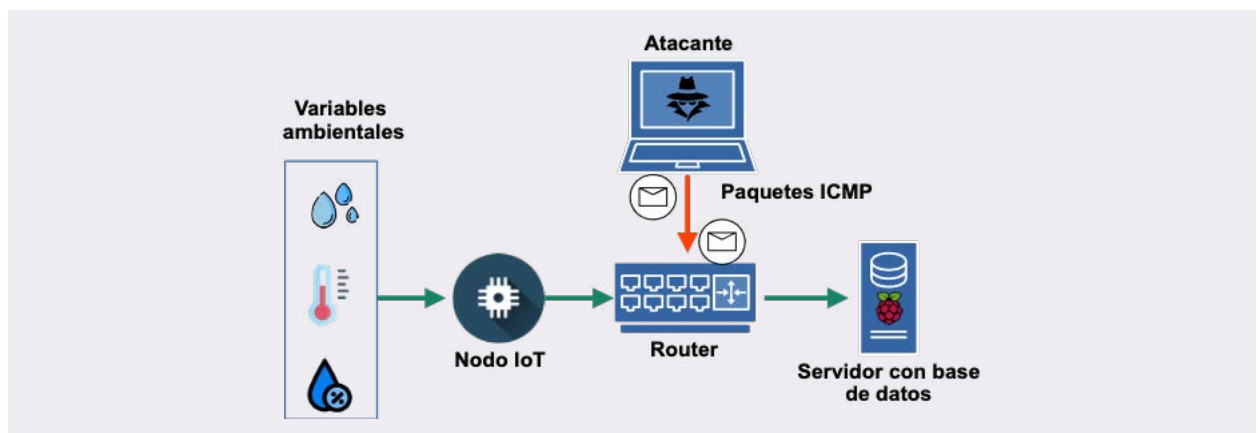 Atacante
Variables
ambientales
Paquetes ICMP
Nodo IoT
Router
Servidor con base
de datos